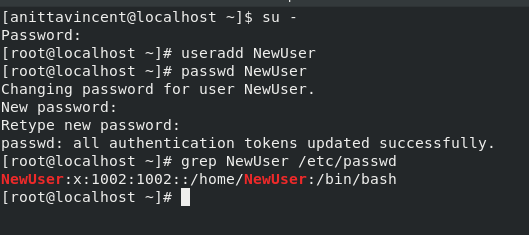 [anittavincent@localhost ~]$ su -
Password:
[root@localhost ~]# useradd NewUser
[root@localhost ~]# passwd NewUser
Changing password for user NewUser.
New password:
Retype new password:
passwd: all authentication tokens updated successfully.
[root@localhost ~]# grep NewUser /etc/passwd
NewUser:x:1002:1002::/home/NewUser:/bin/bash
[root@localhost ~]#